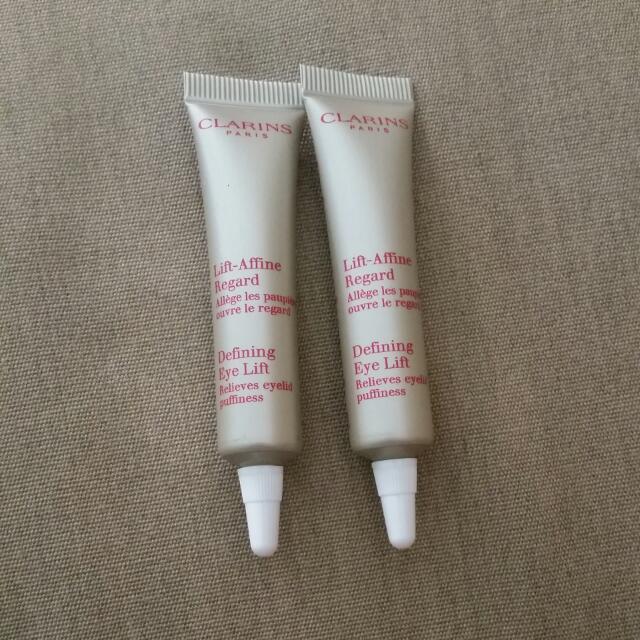 CLARINS
PARIS
Lift-Affine
Regard
Allège les
ouvre le regard
Defining
Eye Lift
Relieves eyelid
puffiness
CLARINS
PARIS
Lift-Affine
Regard
Allège les
ouvre le regard
Defining
Eye Lift
Relieves eyelid
puffiness